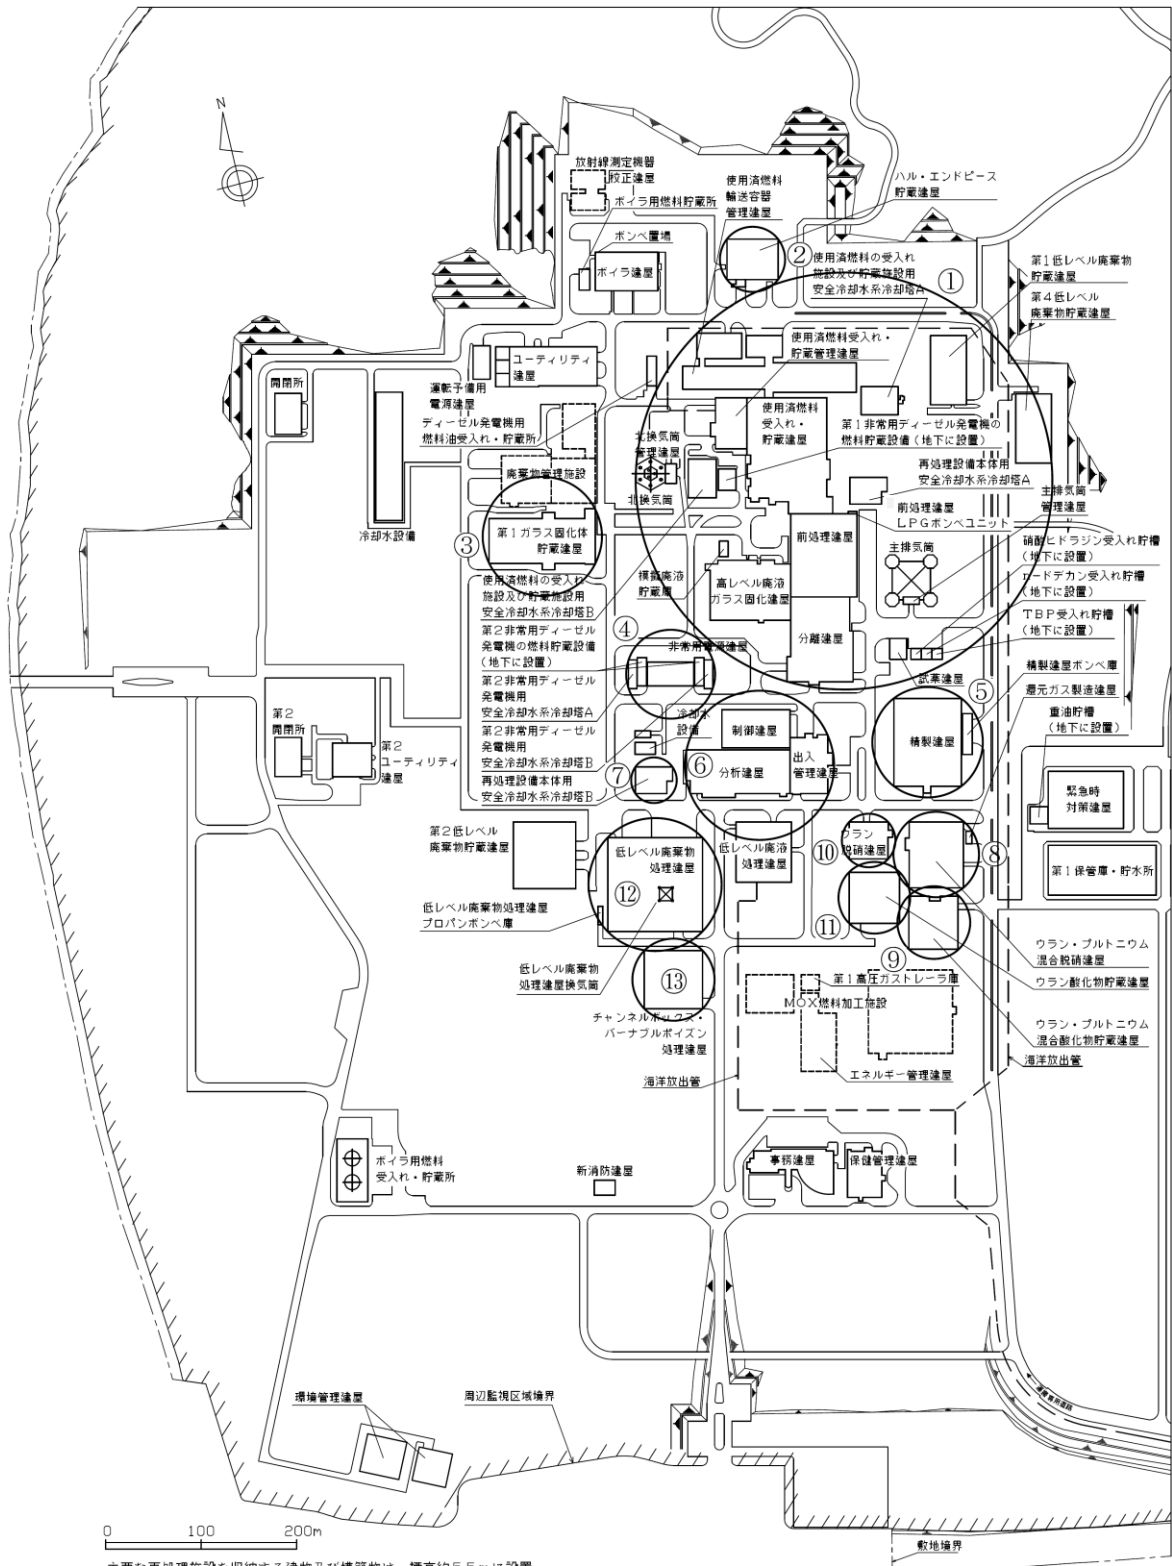 N
放射線測定機器
校正建屋
ボイラ用燃料貯蔵所
ボンベ置場
ボイラ建屋
使用済燃料
輸送容器
管理建屋
ハル・エンドピース
貯蔵建屋
②
使用済燃料の受入れ
施設及び貯蔵施設用
安全冷却水系冷却塔A
①
第1低レベル廃棄物
貯蔵建屋
第4低レベル
廃棄物貯蔵建屋
ユーティリティ
建屋
運転予備用
電源建屋
ディーゼル発電機用
燃料油受入れ・貯蔵所
開閉所
冷却水設備
使用済燃料受入れ・
貯蔵管理建屋
使用済燃料
受入れ・
貯蔵建屋
第1非常用ディーゼル発電機の
燃料貯蔵設備(地下に設置)
再処理設備本体用
安全冷却水系冷却塔A
北換気筒
管理建屋
北換気筒
廃棄物管理施設
③
第1ガラス固化体
貯蔵建屋
主排気筒
管理建屋
前処理建屋
LPGボンベユニット
前処理建屋
主排気筒
硝酸ヒドラジン受入れ貯槽
(地下に設置)
n-ドデカン受入れ貯槽
(地下に設置)
TBP受入れ貯槽
(地下に設置)
模擬廃液
貯蔵庫
高レベル廃液
ガラス固化建屋
分離建屋
使用済燃料の受入れ
施設及び貯蔵施設用
安全冷却水系冷却塔B
④
第2非常用ディーゼル
発電機の燃料貯蔵設備
(地下に設置)
非常用電源建屋
第2非常用ディーゼル
発電機用
安全冷却水系冷却塔A
第2非常用ディーゼル
発電機用
安全冷却水系冷却塔B
再処理設備本体用
安全冷却水系冷却塔B
試薬建屋
⑤
精製建屋ボンベ庫
還元ガス製造建屋
重油貯槽
(地下に設置)
精製建屋
冷却水
設備
制御建屋
⑥
分析建屋
出入
管理建屋
⑦
第2
開閉所
第2
ユーティリティ
建屋
緊急時
対策建屋
第1保管庫・貯水所
第2低レベル
廃棄物貯蔵建屋
低レベル廃棄物
処理建屋
⑫
低レベル廃液
処理建屋
⑩
ウラン
脱硝建屋
⑧
⑪
⑨
低レベル廃棄物処理建屋
プロパンボンベ庫
低レベル廃棄物
処理建屋換気筒
⑬
チャンネルボックス・
バーナブルポイズン
処理建屋
ウラン・プルトニウム
混合脱硝建屋
ウラン酸化物貯蔵建屋
ウラン・プルトニウム
混合酸化物貯蔵建屋
第1高圧ガストレーラ庫
MOX燃料加工施設
エネルギー管理建屋
海洋放出管
海洋放出管
ボイラ用燃料
受入れ・貯蔵所
新消防建屋
事務建屋
保健管理建屋
環境管理建屋
周辺監視区域境界
0 100 200m
敷地境界